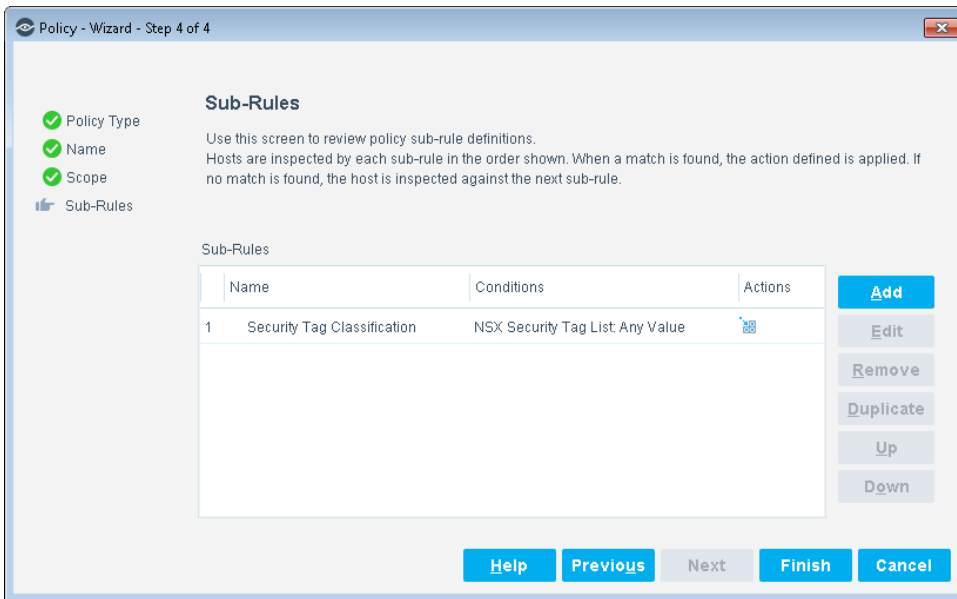 Policy - Wizard - Step 4 of 4
Policy Type
Name
Scope
Sub-Rules
Sub-Rules
Use this screen to review policy sub-rule definitions.
Hosts are inspected by each sub-rule in the order shown. When a match is found, the action defined is applied. If
no match is found, the host is inspected against the next sub-rule.
Sub-Rules
Name Conditions Actions
1 Security Tag Classification NSX Security Tag List: Any Value
Add
Edit
Remove
Duplicate
Up
Down
Help Previous Next Finish Cancel